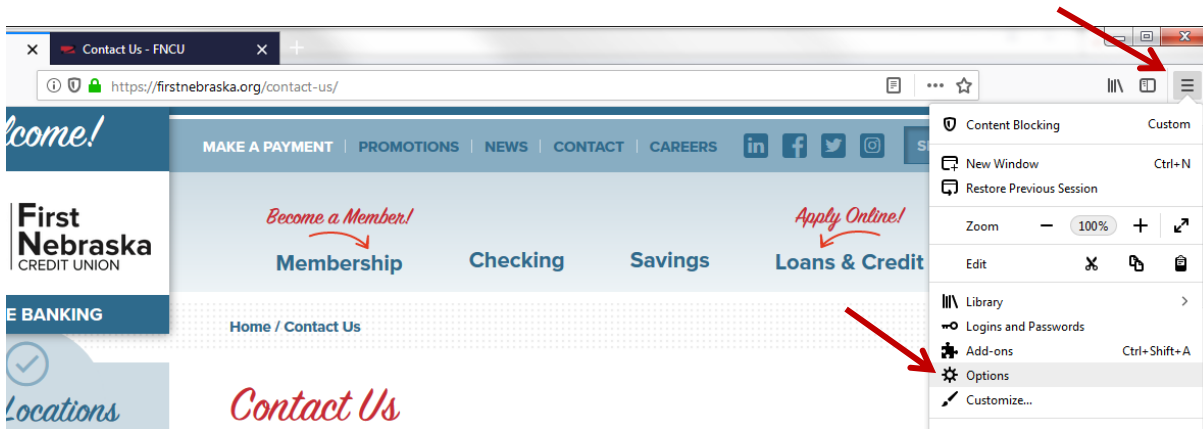 Contact Us - FNCU
https://firstnebraska.org/contact-us/
Content Blocking Custom
New Window Ctrl+N
Restore Previous Session
Zoom 100%
Edit
Library
Logins and Passwords
Add-ons Ctrl+Shift+A
Options
Customize...
lcome!
MAKE A PAYMENT | PROMOTIONS | NEWS | CONTACT | CAREERS
First
Nebraska
CREDIT UNION
E BANKING
Locations
Become a Member!
Apply Online!
Membership Checking Savings Loans & Credit
Home / Contact Us
Contact Us